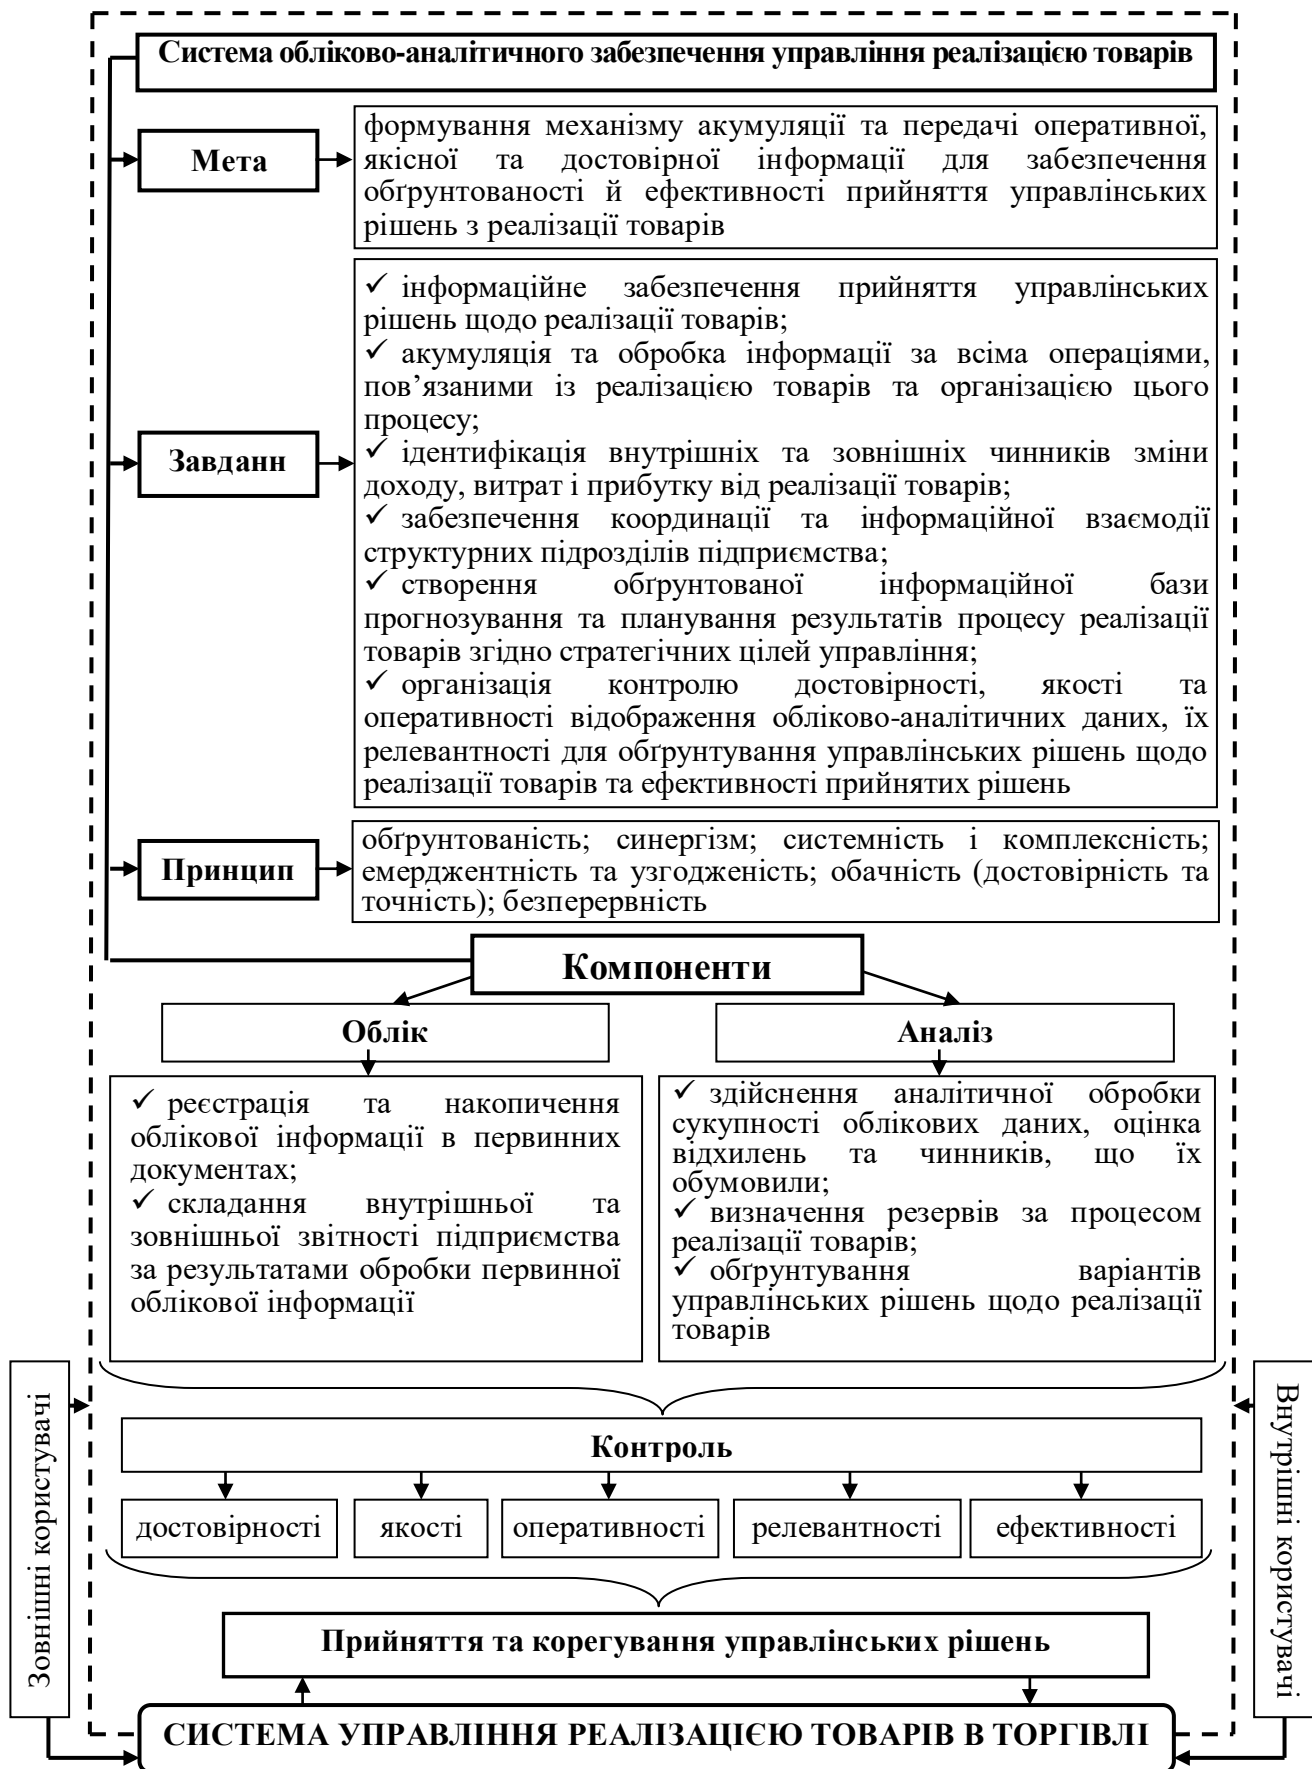 Система обліково-аналітичного забезпечення управління реалізацією товарів
Мета
формування механізму акумуляції та передачі оперативної,
якісної та достовірної інформації для забезпечення
обґрунтованості й ефективності прийняття управлінських
рішень з реалізації товарів
Завданн
✓ інформаційне забезпечення прийняття управлінських
рішень щодо реалізації товарів;
✓ акумуляція та обробка інформації за всіма операціями,
пов’язаними із реалізацією товарів та організацією цього
процесу;
✓ ідентифікація внутрішніх та зовнішніх чинників зміни
доходу, витрат і прибутку від реалізації товарів;
✓ забезпечення координації та інформаційної взаємодії
структурних підрозділів підприємства;
✓ створення обґрунтованої інформаційної бази
прогнозування та планування результатів процесу реалізації
товарів згідно стратегічних цілей управління;
✓ організація контролю достовірності, якості та
оперативності відображення обліково-аналітичних даних, їх
релевантності для обґрунтування управлінських рішень щодо
реалізації товарів та ефективності прийнятих рішень
Принцип
обґрунтованість; синергізм; системність і комплексність;
емерджентність та узгодженість; обачність (достовірність та
точність); безперервність
Компоненти
Облік
✓ реєстрація та накопичення
облікової інформації в первинних
документах;
✓ складання внутрішньої та
зовнішньої звітності підприємства
за результатами обробки первинної
облікової інформації
Аналіз
✓ здійснення аналітичної обробки
сукупності облікових даних, оцінка
відхилень та чинників, що їх
обумовили;
✓ визначення резервів за процесом
реалізації товарів;
✓ обґрунтування варіантів
управлінських рішень щодо реалізації
товарів
Зовнішні користувачі
Внутрішні користувачі
Контроль
достовірності
якості
оперативності
релевантності
ефективності
Прийняття та корегування управлінських рішень
СИСТЕМА УПРАВЛІННЯ РЕАЛІЗАЦІЄЮ ТОВАРІВ В ТОРГІВЛІ